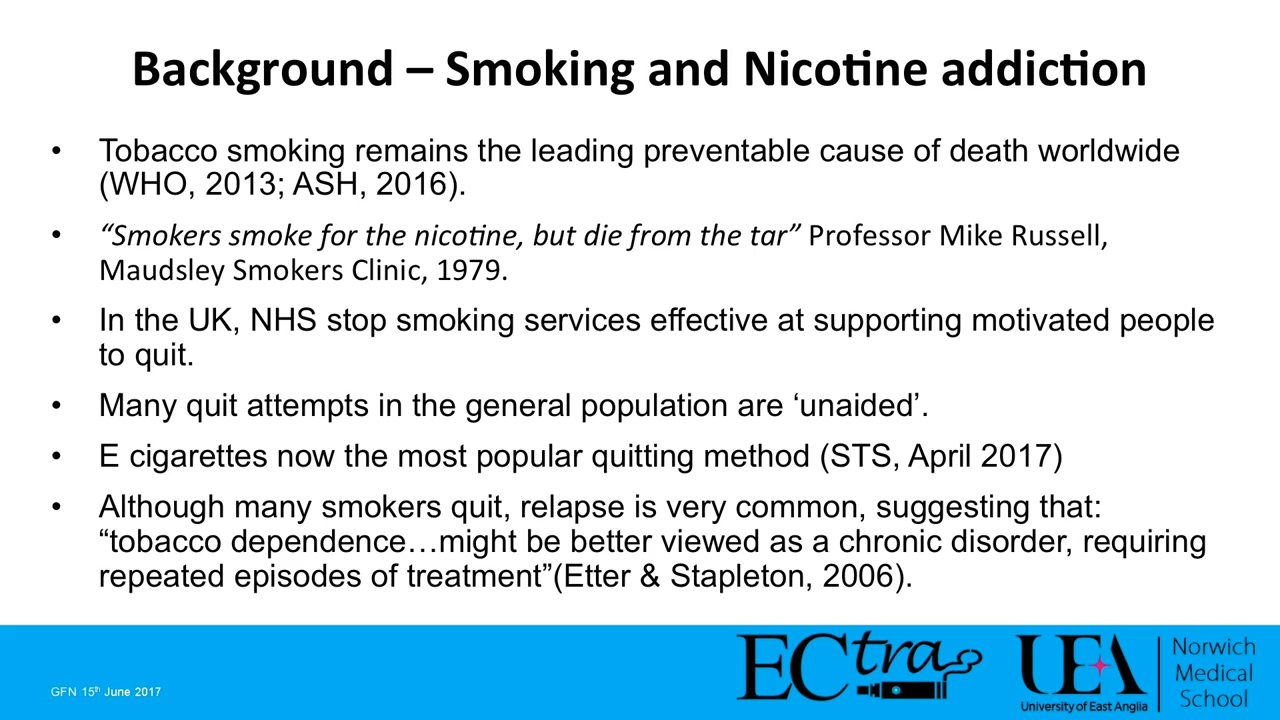 Background – Smoking and Nicotine addiction
• Tobacco smoking remains the leading preventable cause of death worldwide
(WHO, 2013; ASH, 2016).
• “Smokers smoke for the nicotine, but die from the tar” Professor Mike Russell,
Maudsley Smokers Clinic, 1979.
• In the UK, NHS stop smoking services effective at supporting motivated people
to quit.
• Many quit attempts in the general population are ‘unaided’.
• E cigarettes now the most popular quitting method (STS, April 2017)
• Although many smokers quit, relapse is very common, suggesting that:
“tobacco dependence…might be better viewed as a chronic disorder, requiring
repeated episodes of treatment”(Etter & Stapleton, 2006).
GFN 15th June 2017
ECtra
UEA
University of East Anglia
Norwich
Medical
School